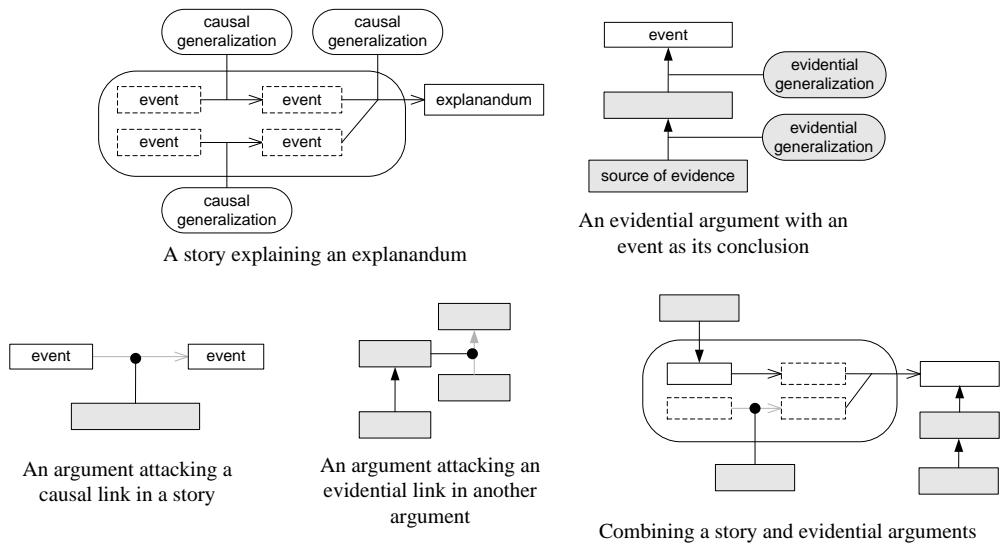 causal
generalization
causal
generalization
event
event
explanandum
event
event
causal
generalization
A story explaining an explanandum
event
evidential
generalization
evidential
generalization
source of evidence
An evidential argument with an
event as its conclusion
event
event
An argument attacking a
causal link in a story
An argument attacking an
evidential link in another
argument
Combining a story and evidential arguments